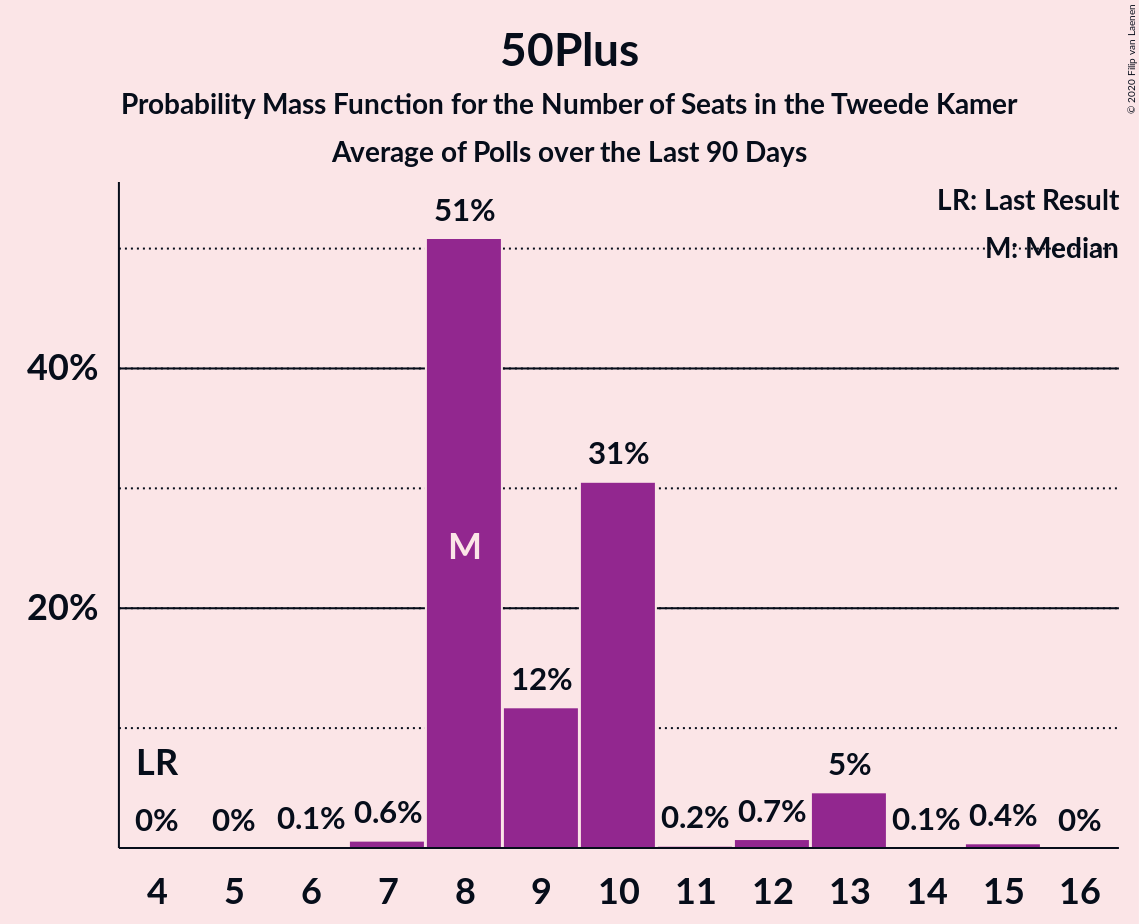 50Plus
Probability Mass Function for the Number of Seats in the Tweede Kamer
Average of Polls over the Last 90 Days
© 2020 Filip van Laenen
LR: Last Result
M: Median
51%
40%
31%
M
20%
12%
LR
5%
0% 0% 0.1% 0.6% 0.2% 0.7% 0.1% 0.4% 0%
4 5 6 7 8 9 10 11 12 13 14 15 16